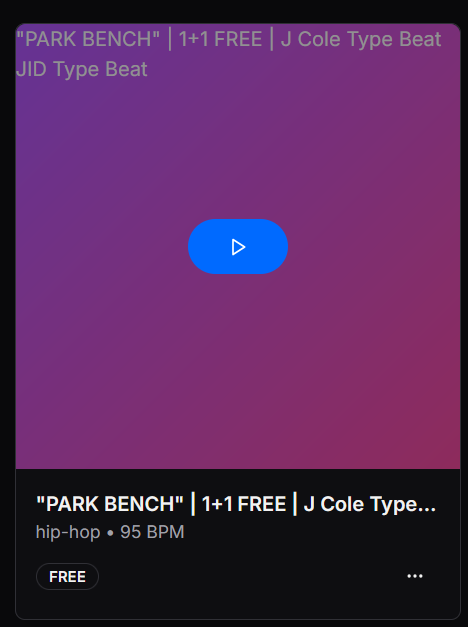 "PARK BENCH" | 1+1 FREE | J Cole Type Beat
JID Type Beat
"PARK BENCH" | 1+1 FREE | J Cole Type...
hip-hop • 95 BPM
FREE